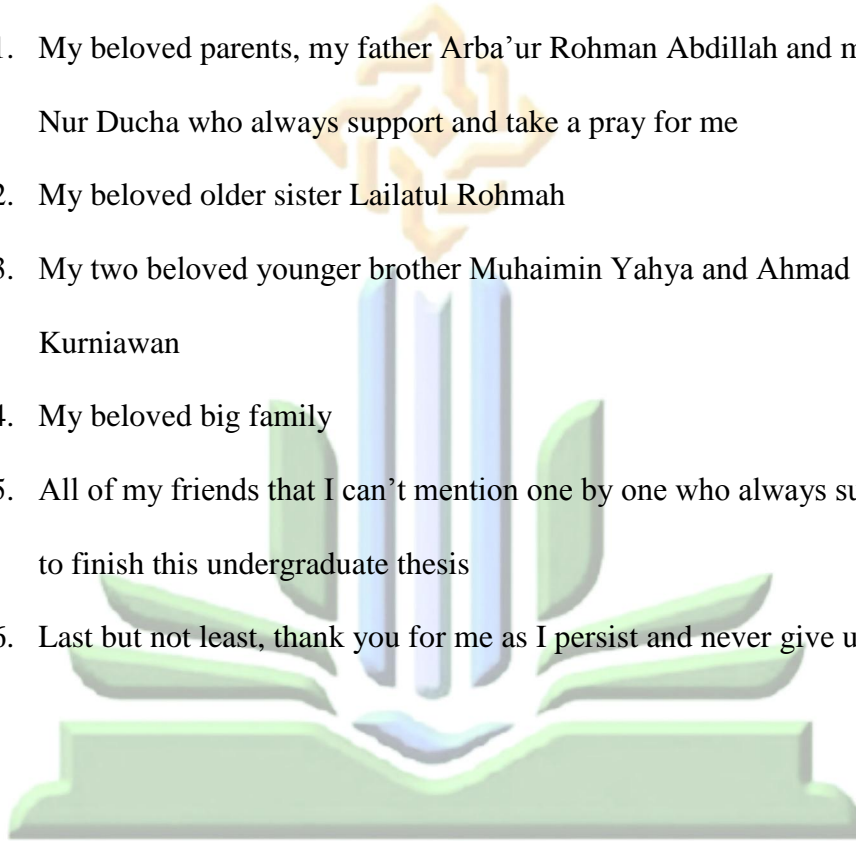 1. My beloved parents, my father Arba’ur Rohman Abdillah and
Nur Ducha who always support and take a pray for me
2. My beloved older sister Lailatul Rohmah
3. My two beloved younger brother Muhaimin Yahya and Ahmad
Kurniawan
4. My beloved big family
5. All of my friends that I can’t mention one by one who always
to finish this undergraduate thesis
6. Last but not least, thank you for me as I persist and never give